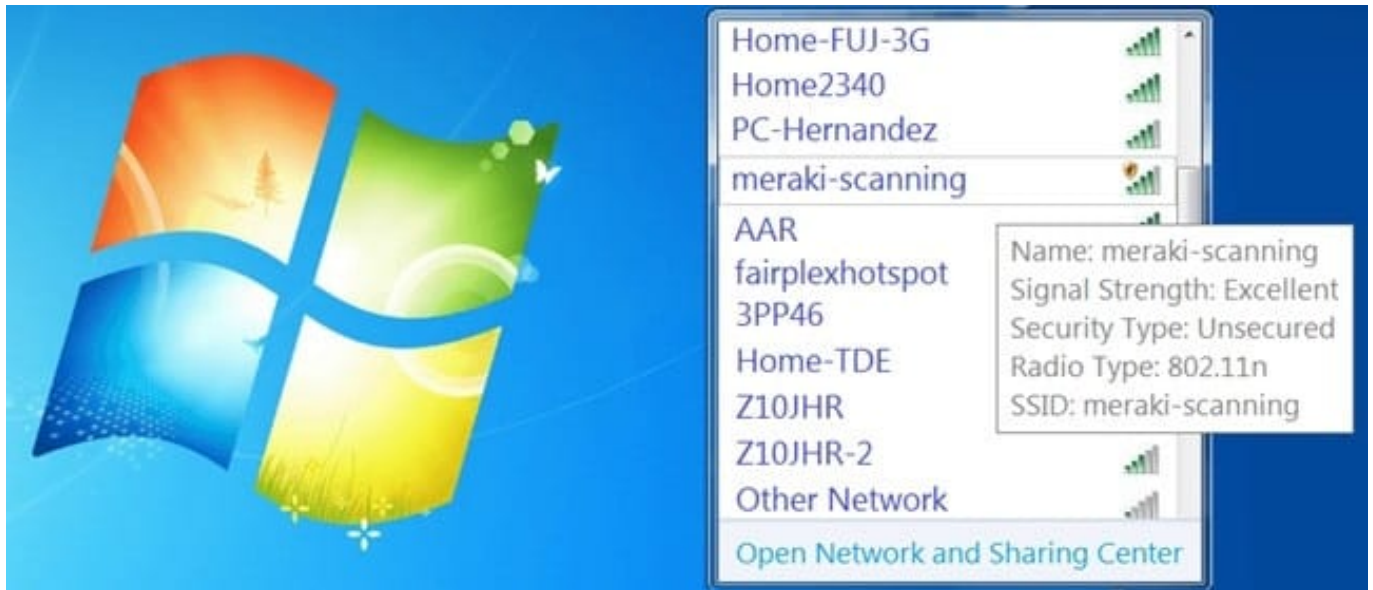 Home-FUJ-3G
Home2340
PC-Hernandez
meraki-scanning
AAR
fairplexhotspot
3PP46
Home-TDE
Z10JHR
Z10JHR-2
Other Network
Open Network and Sharing Center
Name: meraki-scanning
Signal Strength: Excellent
Security Type: Unsecured
Radio Type: 802.11n
SSID: meraki-scanning